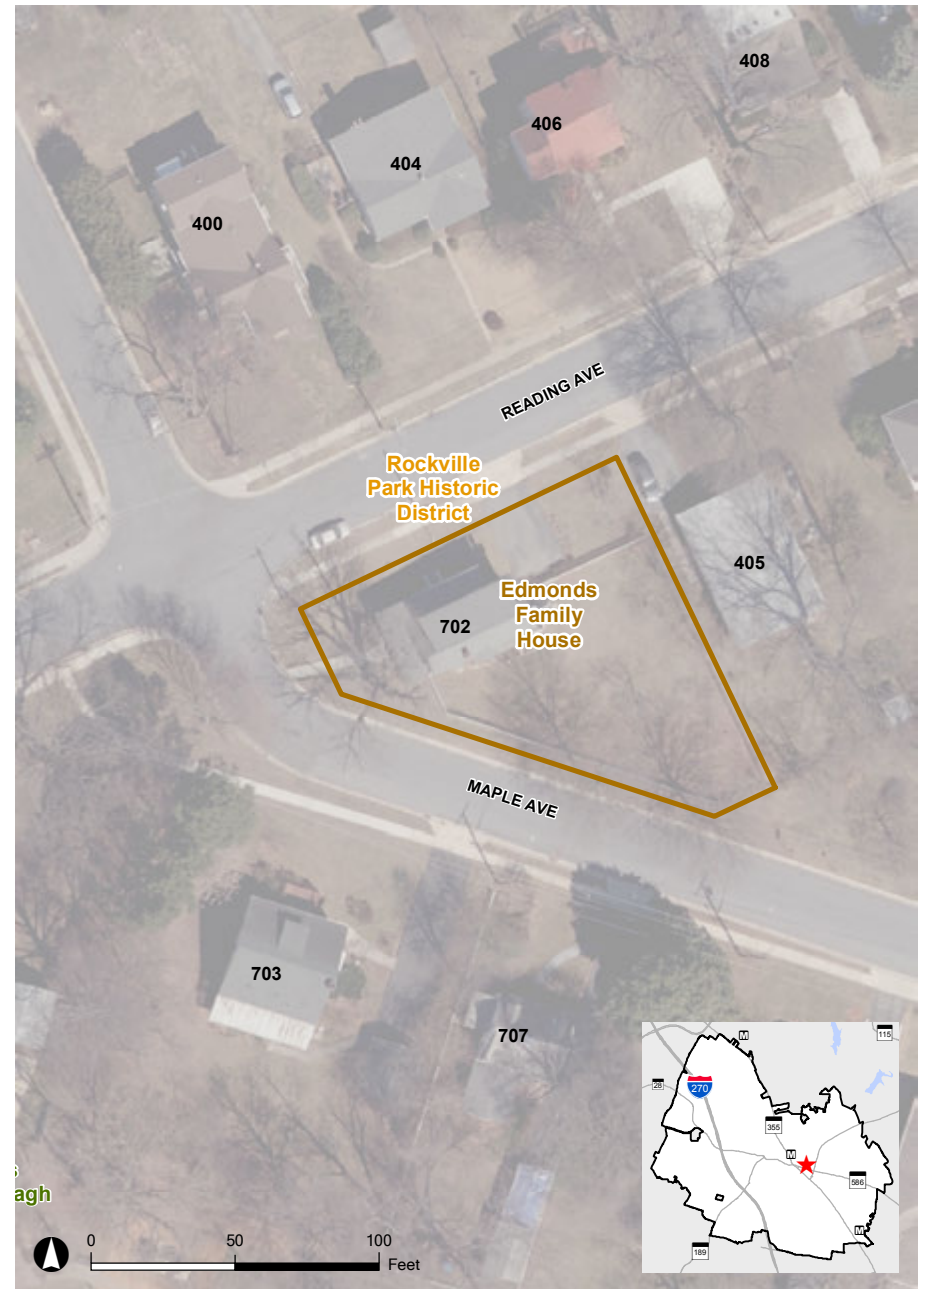 408
406
404
400
READING AVE
Rockville
Park Historic
District
405
Edmonds
Family
House
702
MAPLE AVE
703
707
agh
0 50 100
Feet
M
115
270
28
355
M
586
M
189